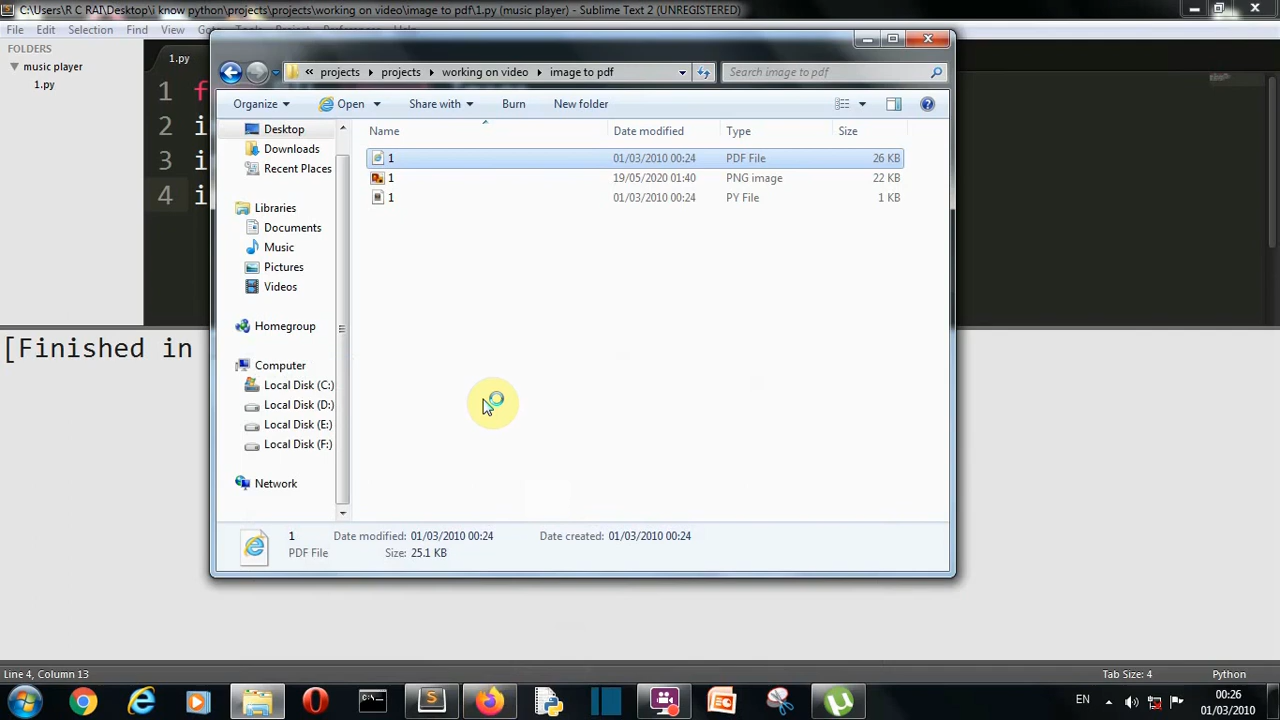 C:\Users\R C RAI\Desktop\i know python\projects\projects\working on video\image to pdf\1.py (music player) - Sublime Text 2 (UNREGISTERED)
File Edit Selection Find View
FOLDERS
music player
1.py
1.py
1
2
3
4
projects projects working on video image to pdf
Search image to pdf
Organize Open Share with Burn New folder
Name Date modified Type Size
1 01/03/2010 00:24 PDF File 26 KB
1 19/05/2020 01:40 PNG image 22 KB
1 01/03/2010 00:24 PY File 1 KB
Desktop
Downloads
Recent Places
Libraries
Documents
Music
Pictures
Videos
Homegroup
Computer
Local Disk (C:)
Local Disk (D:)
Local Disk (E:)
Local Disk (F:)
Network
[Finished in
1 Date modified: 01/03/2010 00:24 Date created: 01/03/2010 00:24
PDF File Size: 25.1 KB
Line 4, Column 13 Tab Size: 4 Python
EN 00:26
01/03/2010